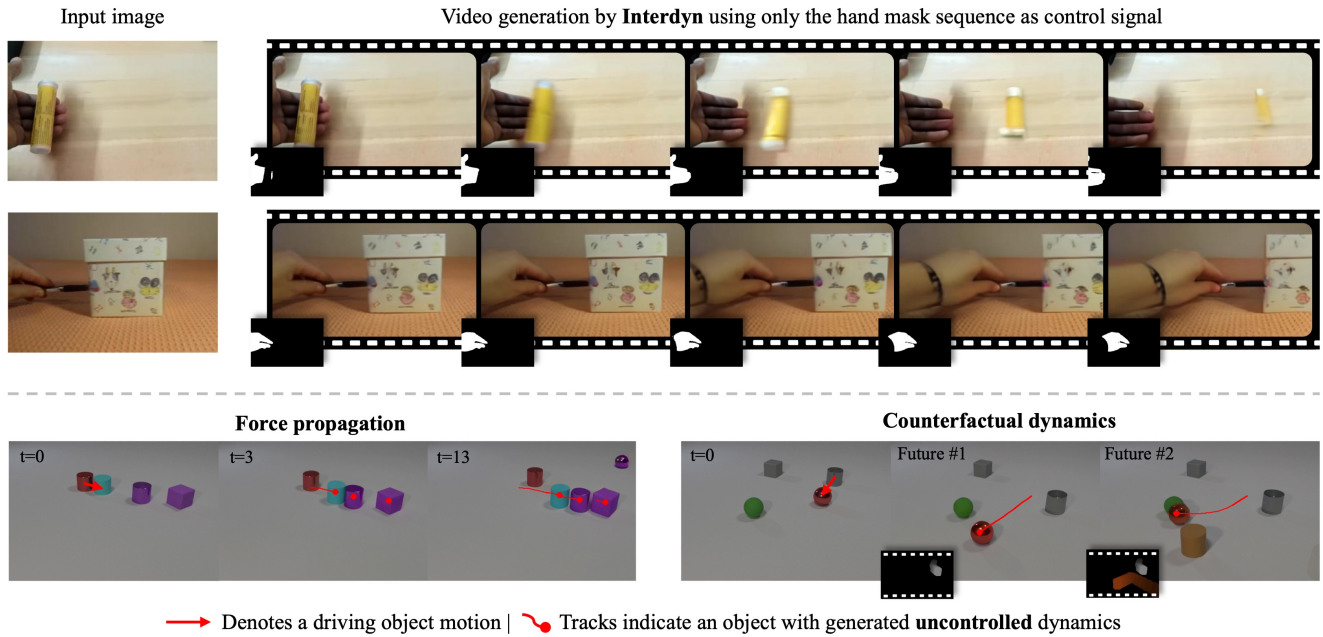 Input image
Video generation by Interdyn using only the hand mask sequence as control signal
Force propagation
Counterfactual dynamics
t=0
t=3
t=13
t=0
Future #1
Future #2
Denotes a driving object motion | Tracks indicate an object with generated uncontrolled dynamics